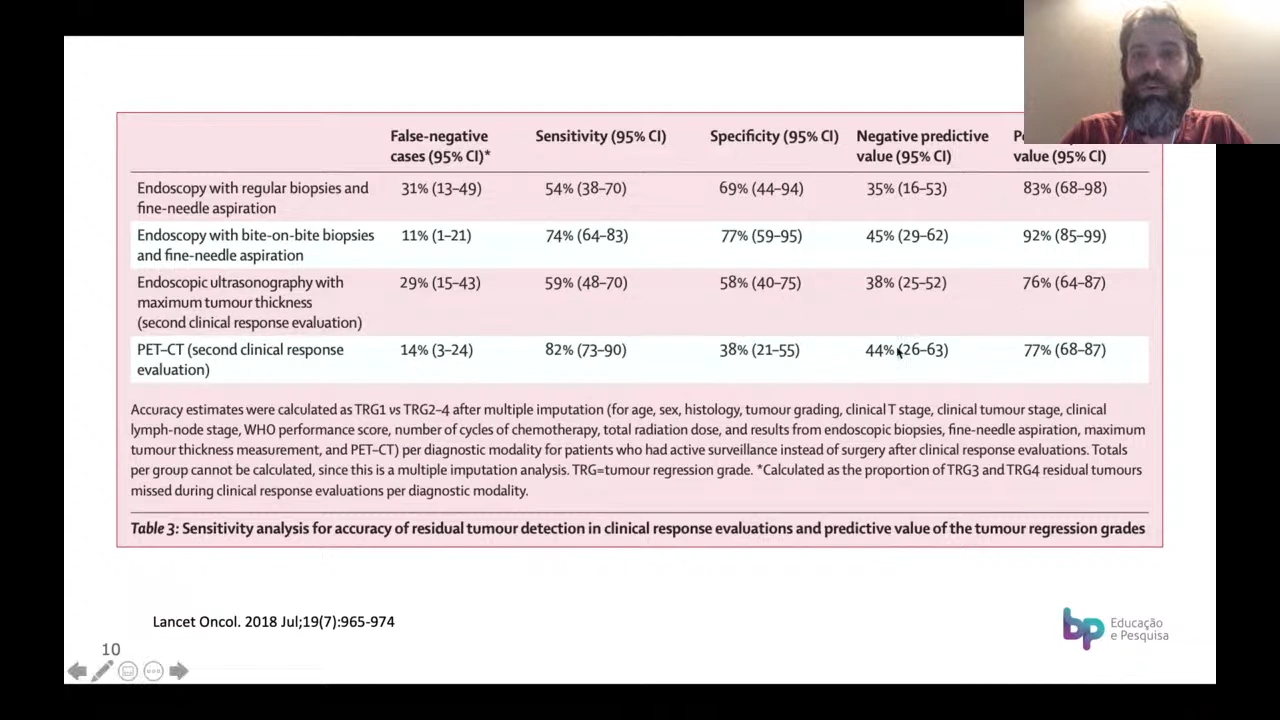 False-negative cases (95% CI)* Sensitivity (95% CI) Specificity (95% CI) Negative predictive value (95% CI) value (95% CI)
Endoscopy with regular biopsies and fine-needle aspiration 31% (13–49) 54% (38–70) 69% (44–94) 35% (16–53) 83% (68–98)
Endoscopy with bite-on-bite biopsies and fine-needle aspiration 11% (1–21) 74% (64–83) 77% (59–95) 45% (29–62) 92% (85–99)
Endoscopic ultrasonography with maximum tumour thickness (second clinical response evaluation) 29% (15–43) 59% (48–70) 58% (40–75) 38% (25–52) 76% (64–87)
PET–CT (second clinical response evaluation) 14% (3–24) 82% (73–90) 38% (21–55) 44% (26–63) 77% (68–87)
Accuracy estimates were calculated as TRG1 vs TRG2–4 after multiple imputation (for age, sex, histology, tumour grading, clinical T stage, clinical tumour stage, clinical
lymph-node stage, WHO performance score, number of cycles of chemotherapy, total radiation dose, and results from endoscopic biopsies, fine-needle aspiration, maximum
tumour thickness measurement, and PET–CT) per diagnostic modality for patients who had active surveillance instead of surgery after clinical response evaluations. Totals
per group cannot be calculated, since this is a multiple imputation analysis. TRG=tumour regression grade. *Calculated as the proportion of TRG3 and TRG4 residual tumours
missed during clinical response evaluations per diagnostic modality.
Table 3: Sensitivity analysis for accuracy of residual tumour detection in clinical response evaluations and predictive value of the tumour regression grades
Lancet Oncol. 2018 Jul;19(7):965-974
bp Educação
e Pesquisa
10